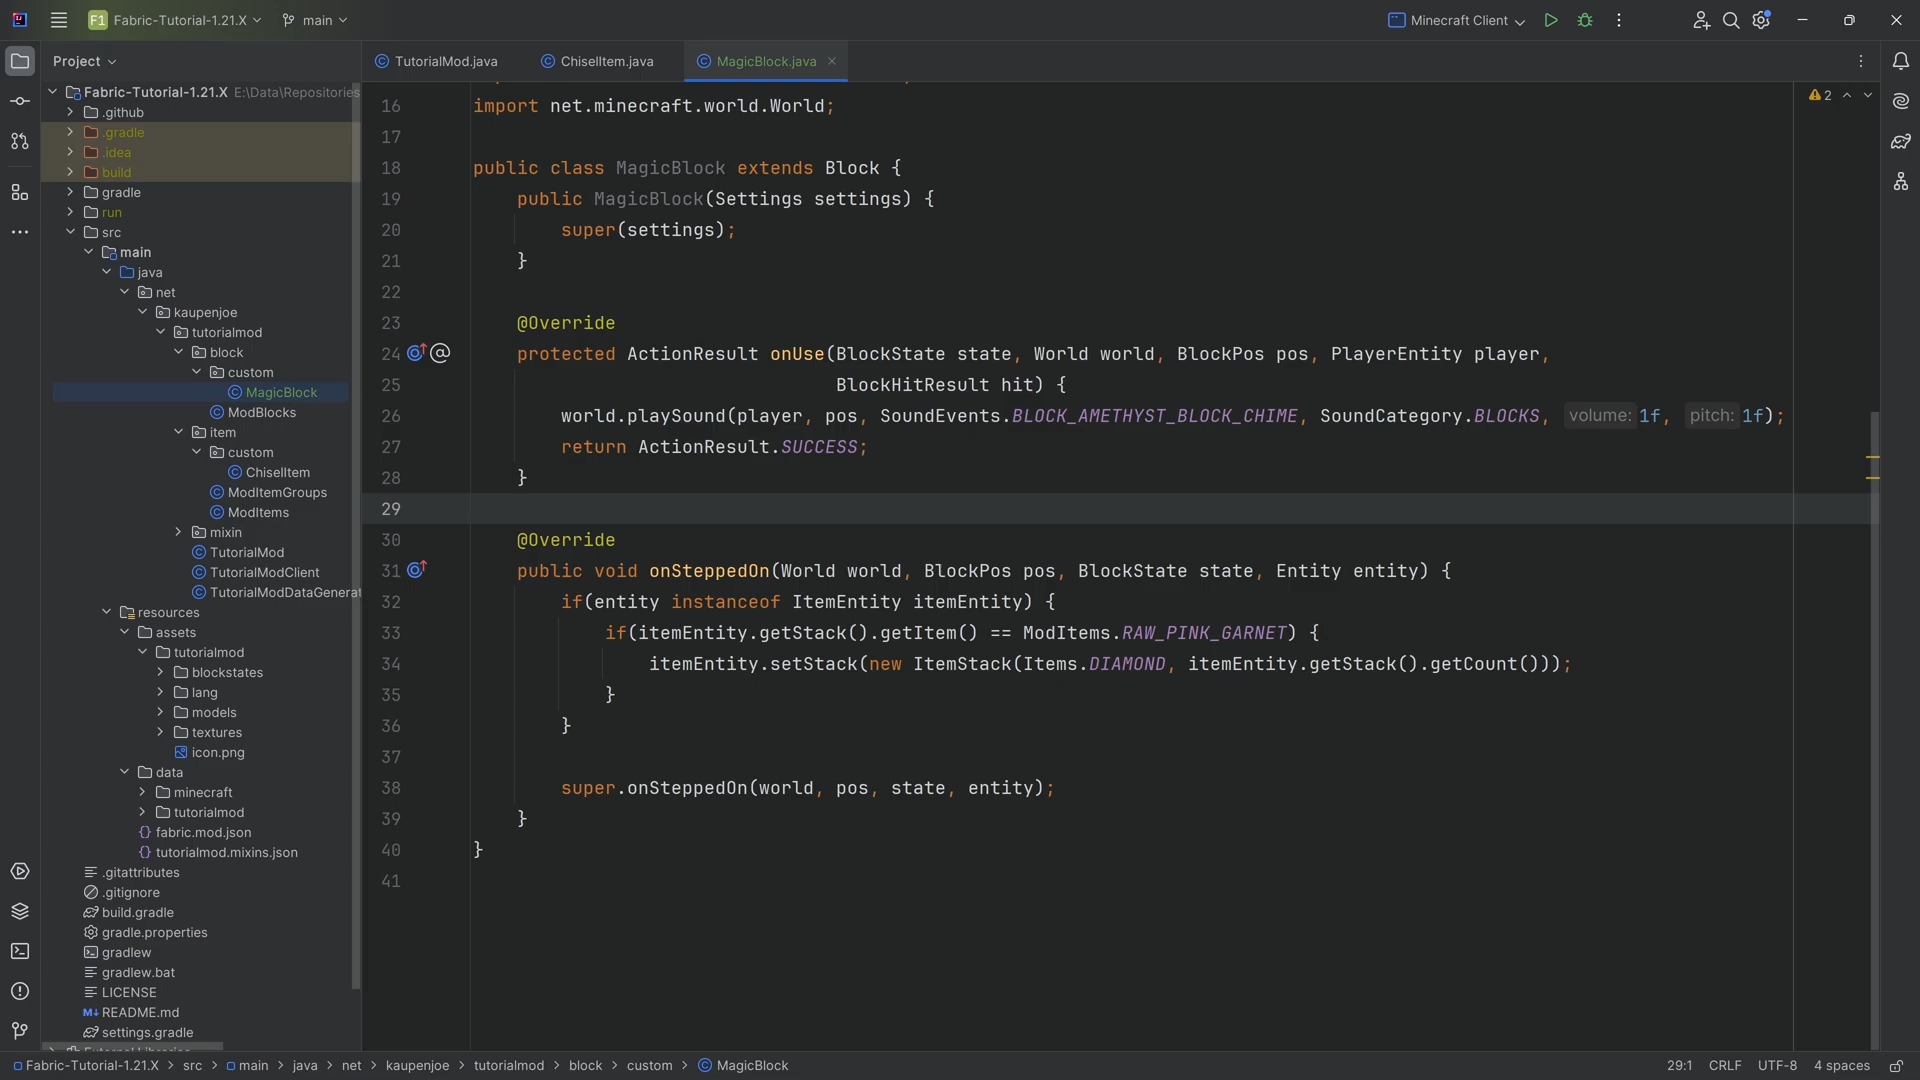 F1 Fabric-Tutorial-1.21.X main Minecraft Client
Project TutorialMod.java ChiselItem.java MagicBlock.java
Fabric-Tutorial-1.21.X E:\Data\Repositories
.github
.gradle
.idea
build
gradle
run
src
main
java
net
kaupenjoe
tutorialmod
block
custom
MagicBlock
ModBlocks
item
custom
ChiselItem
ModItemGroups
ModItems
mixin
TutorialMod
TutorialModClient
TutorialModDataGenerat
resources
assets
tutorialmod
blockstates
lang
models
textures
icon.png
data
minecraft
tutorialmod
fabric.mod.json
tutorialmod.mixins.json
.gitattributes
.gitignore
build.gradle
gradle.properties
gradlew
gradlew.bat
LICENSE
M↓ README.md
settings.gradle
2
16 import net.minecraft.world.World;
17
18 public class MagicBlock extends Block {
19 public MagicBlock(Settings settings) {
20 super(settings);
21 }
22
23 @Override
24 @ protected ActionResult onUse(BlockState state, World world, BlockPos pos, PlayerEntity player,
25 BlockHitResult hit) {
26 world.playSound(player, pos, SoundEvents.BLOCK_AMETHYST_BLOCK_CHIME, SoundCategory.BLOCKS, volume: 1f, pitch: 1f);
27 return ActionResult.SUCCESS;
28 }
29
30 @Override
31 public void onSteppedOn(World world, BlockPos pos, BlockState state, Entity entity) {
32 if(entity instanceof ItemEntity itemEntity) {
33 if(itemEntity.getStack().getItem() == ModItems.RAW_PINK_GARNET) {
34 itemEntity.setStack(new ItemStack(Items.DIAMOND, itemEntity.getStack().getCount()));
35 }
36 }
37
38 super.onSteppedOn(world, pos, state, entity);
39 }
40 }
41
Fabric-Tutorial-1.21.X > src > main > java > net > kaupenjoe > tutorialmod > block > custom > MagicBlock 29:1 CRLF UTF-8 4 spaces